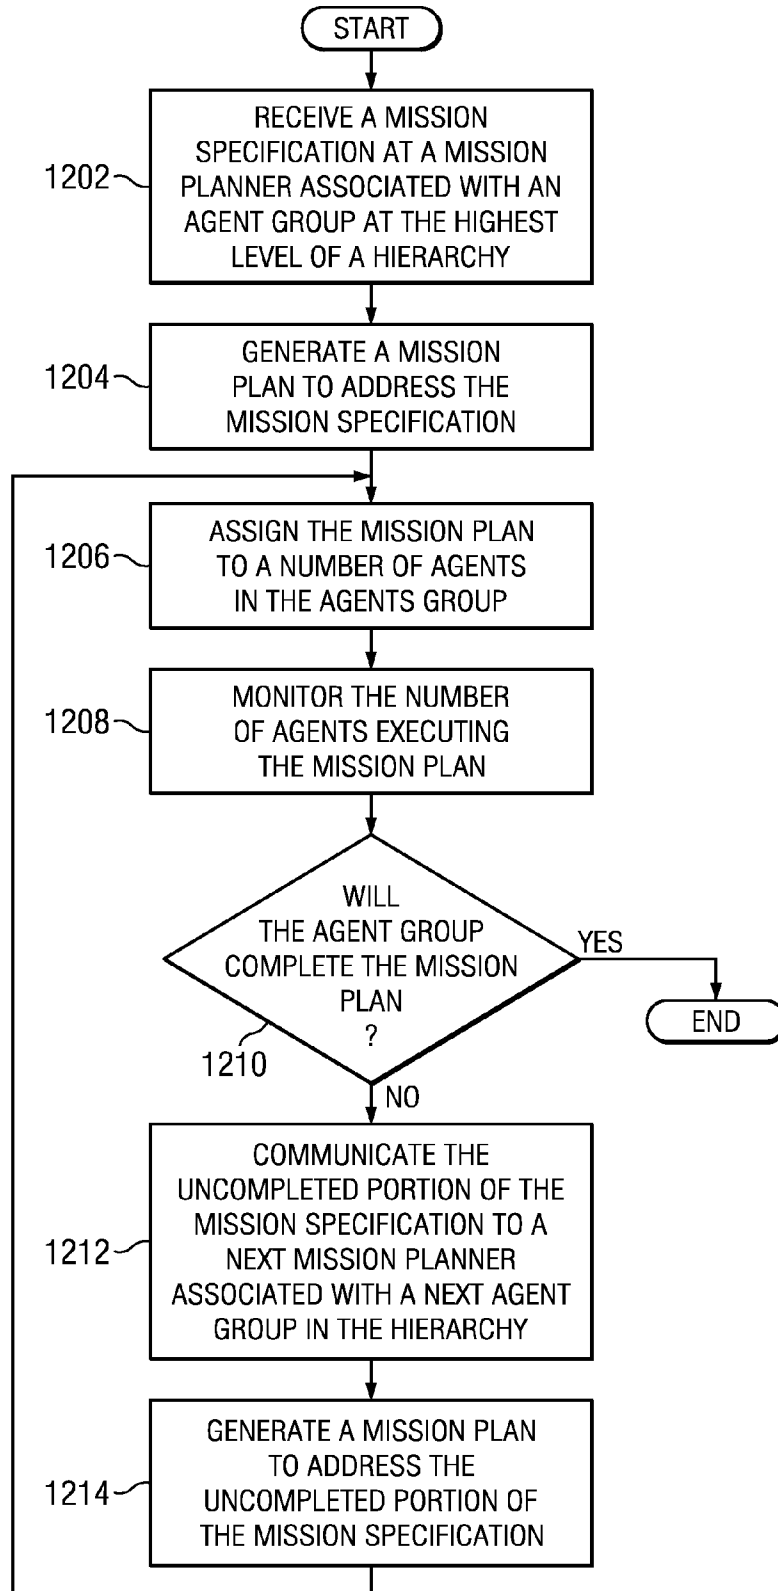 START
RECEIVE A MISSION
SPECIFICATION AT A MISSION
PLANNER ASSOCIATED WITH AN
AGENT GROUP AT THE HIGHEST
LEVEL OF A HIERARCHY
1202
GENERATE A MISSION
PLAN TO ADDRESS THE
MISSION SPECIFICATION
1204
ASSIGN THE MISSION PLAN
TO A NUMBER OF AGENTS
IN THE AGENTS GROUP
1206
MONITOR THE NUMBER
OF AGENTS EXECUTING
THE MISSION PLAN
1208
WILL
THE AGENT GROUP
COMPLETE THE MISSION
PLAN
?
1210
YES
END
NO
COMMUNICATE THE
UNCOMPLETED PORTION OF THE
MISSION SPECIFICATION TO A
NEXT MISSION PLANNER
ASSOCIATED WITH A NEXT AGENT
GROUP IN THE HIERARCHY
1212
GENERATE A MISSION PLAN
TO ADDRESS THE
UNCOMPLETED PORTION OF
THE MISSION SPECIFICATION
1214